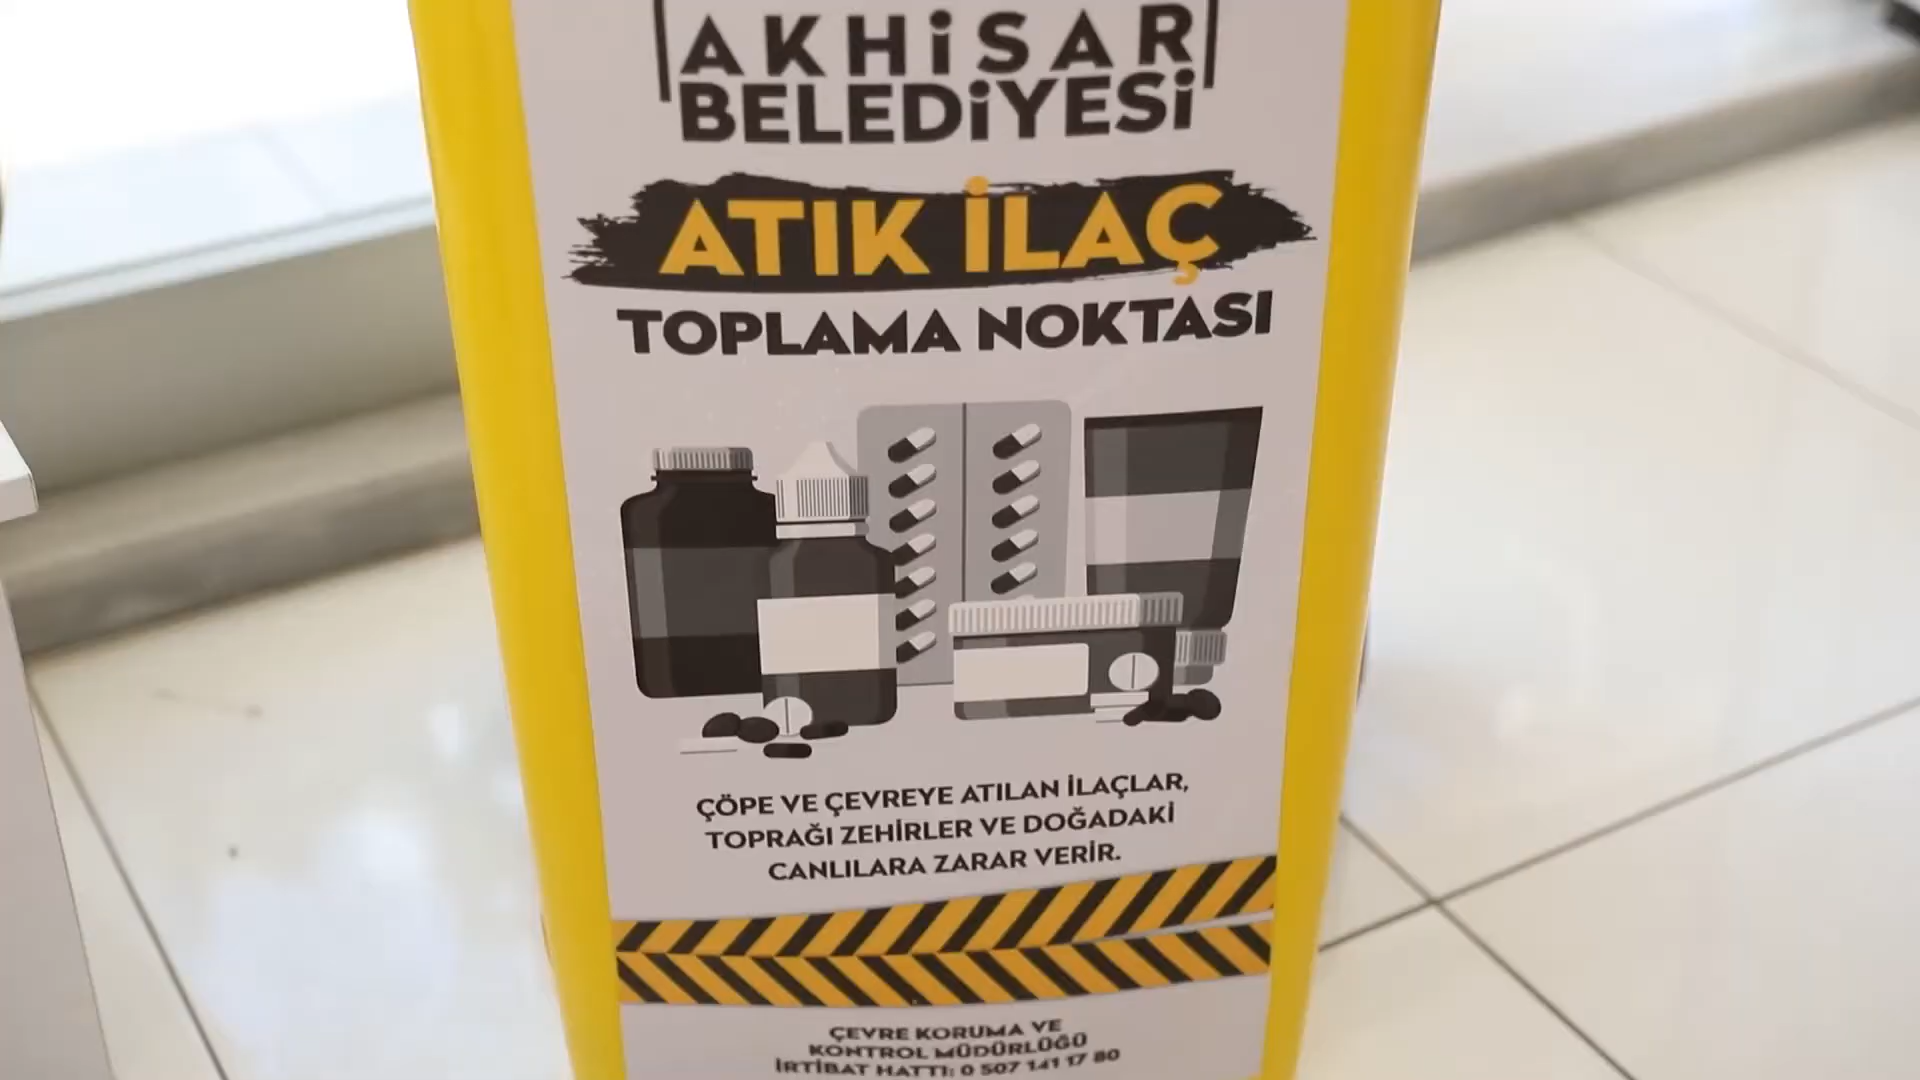 AKHİSAR
BELEDİYESİ
ATIK İLAÇ
TOPLAMA NOKTASI
ÇÖPE VE ÇEVREYE ATILAN İLAÇLAR,
TOPRAĞI ZEHİRLER VE DOĞADAKİ
CANLILARA ZARAR VERİR.
ÇEVRE KORUMA VE
KONTROL MÜDÜRLÜĞÜ
İRTİBAT HATTI: 0 507 141 17 80